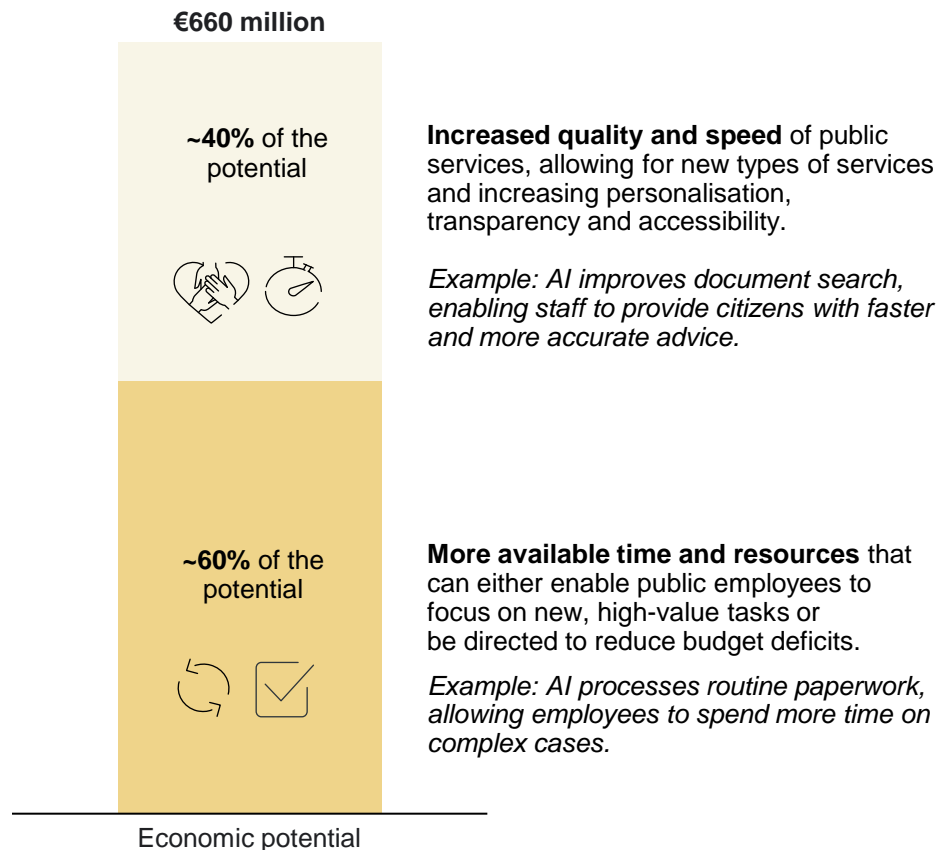 €660 million
~40% of the
potential
Increased quality and speed of public
services, allowing for new types of services
and increasing personalisation,
transparency and accessibility.
Example: AI improves document search,
enabling staff to provide citizens with faster
and more accurate advice.
~60% of the
potential
More available time and resources that
can either enable public employees to
focus on new, high-value tasks or
be directed to reduce budget deficits.
Example: AI processes routine paperwork,
allowing employees to spend more time on
complex cases.
Economic potential